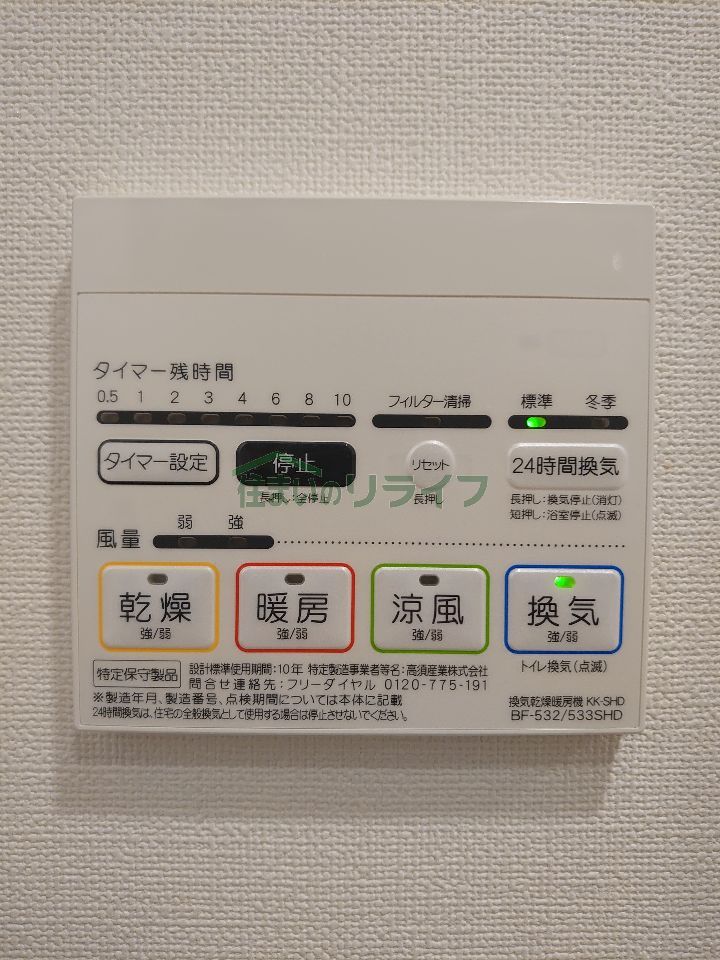 タイマー残時間
0.5 1 2 3 4 6 8 10
フィルター清掃
標準 冬季
タイマー設定
停止
長押し:全停止
リセット
長押し
24時間換気
長押し:換気停止(消灯)
短押し:浴室停止(点滅)
住まいのリライフ
風量
弱 強
乾燥
強/弱
暖房
強/弱
涼風
強/弱
換気
強/弱
トイレ換気(点滅)
特定保守製品
設計標準使用期間:10年 特定製造事業者等名:高須産業株式会社
問合せ連絡先:フリーダイヤル 0120-775-191
※製造年月、製造番号、点検期間については本体に記載
24時間換気は、住宅の全般換気として使用する場合は停止させないでください。
換気乾燥暖房機 KK-SHD
BF-532/533SHD